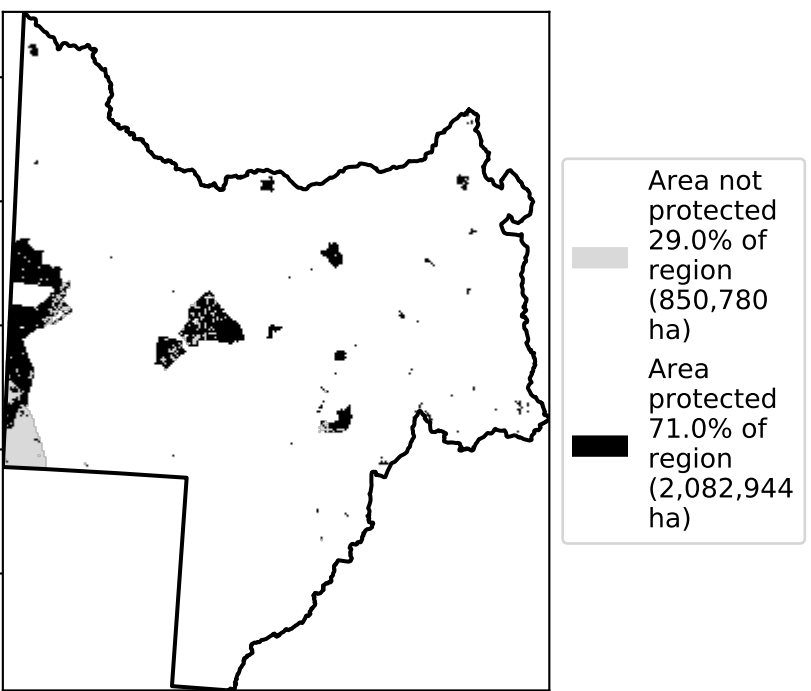 Area not
protected
29.0% of
region
(850,780
ha)
Area
protected
71.0% of
region
(2,082,944
ha)